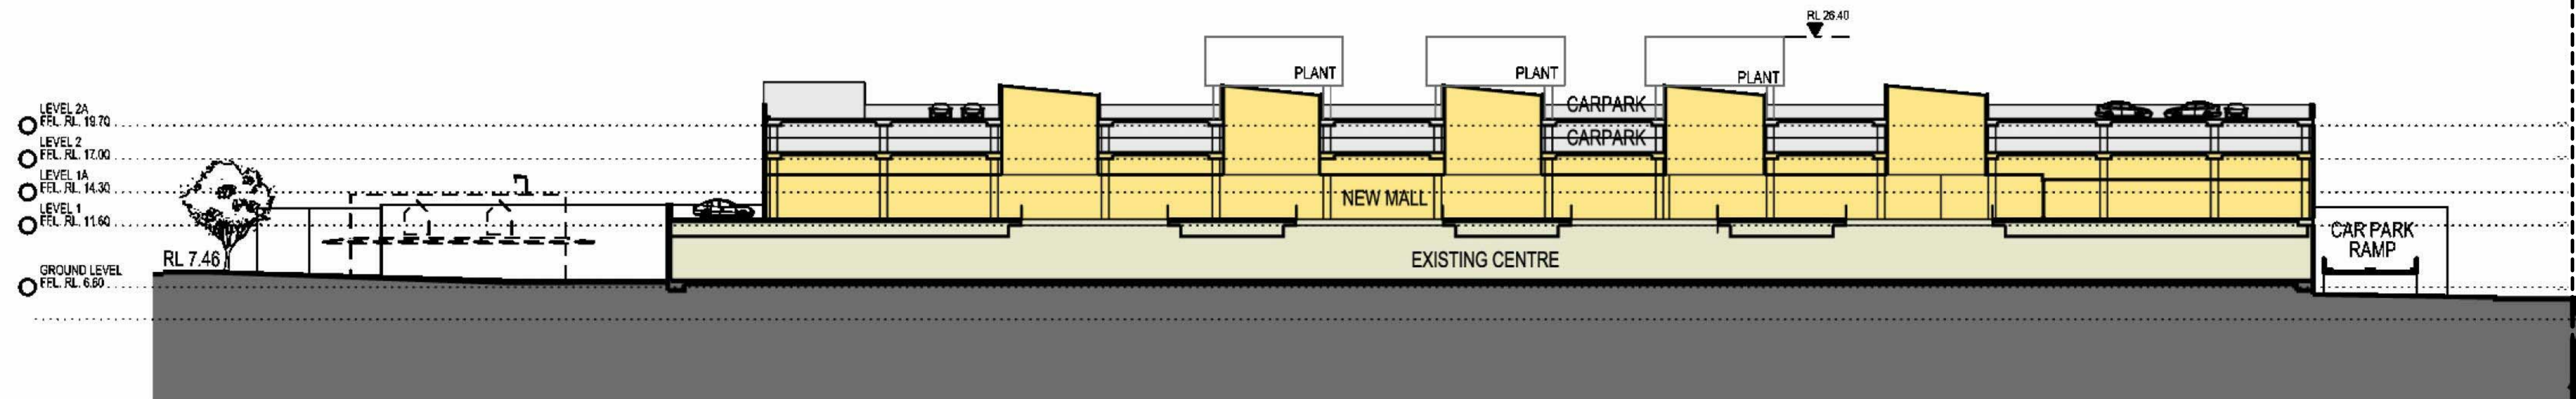 RL 26.40
PLANT
PLANT
PLANT
LEVEL 2A
FFL. RL. 19.70
CARPARK
LEVEL 2
FFL. RL. 17.00
CARPARK
LEVEL 1A
FFL. RL. 14.30
NEW MALL
LEVEL 1
FFL. RL. 11.60
CAR PARK
RAMP
RL 7.46
EXISTING CENTRE
GROUND LEVEL
FFL. RL. 6.60